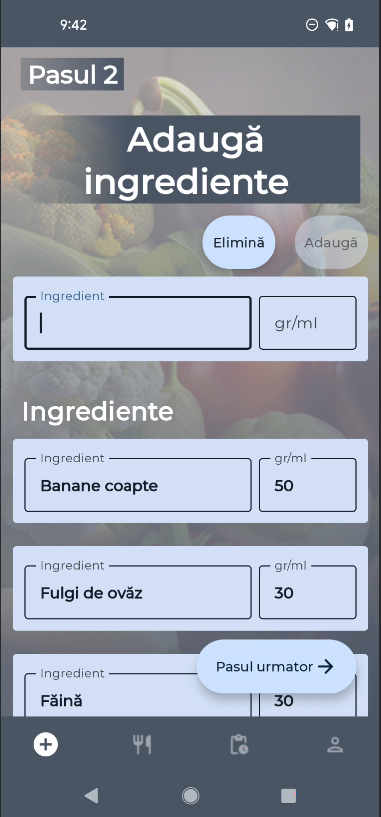 9:42
Pasul 2
Adaugă
ingrediente
Elimină Adaugă
Ingredient
gr/ml
Ingrediente
Ingredient gr/ml
Banane coapte 50
Ingredient gr/ml
Fulgi de ovăz 30
Ingredient
Pasul urmator
Făină 30